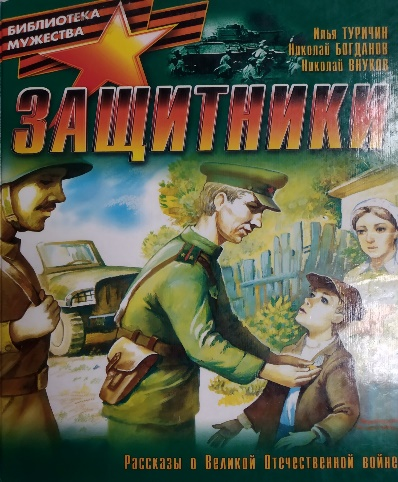 БИБЛИОТЕКА
МУЖЕСТВА
Илья ТУРИЧИН
Николай БОГДАНОВ
Николай ВНУКОВ
ЗАЩИТНИКИ
Рассказы о Великой Отечественной войне